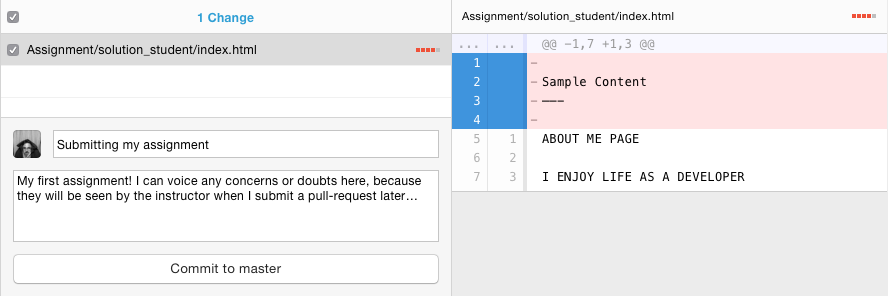 1 Change
Assignment/solution_student/index.html
Submitting my assignment
My first assignment! I can voice any concerns or doubts here, because
they will be seen by the instructor when I submit a pull-request later...
Commit to master
Assignment/solution_student/index.html
... ... @@ -1,7 +1,3 @@
1 -
2 - Sample Content
3 - ———
4 -
5 1 ABOUT ME PAGE
6 2
7 3 I ENJOY LIFE AS A DEVELOPER